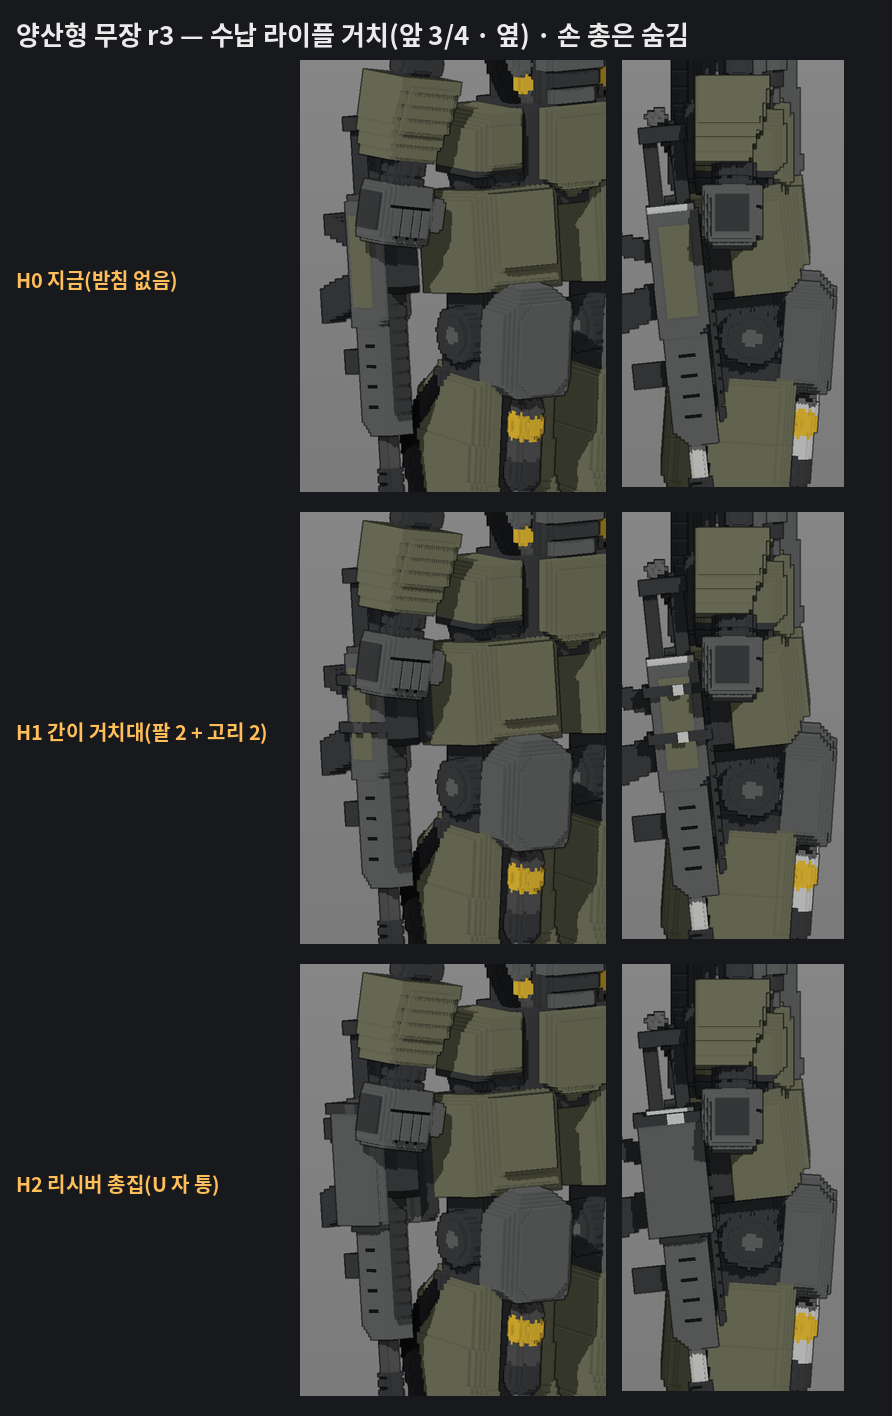 양산형 무장 r3 — 수납 라이플 거치(앞 3/4 · 옆) · 손 총은 숨김
H0 지금(받침 없음)
H1 간이 거치대(팔 2 + 고리 2)
H2 리시버 총집(U 자 통)